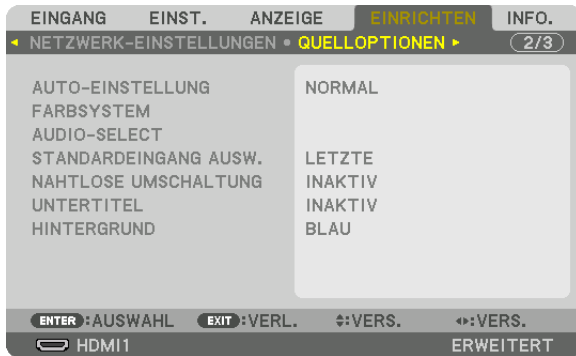 EINGANG EINST. ANZEIGE EINRICHTEN INFO.
NETZWERK-EINSTELLUNGEN • QUELLOPTIONEN 2/3
AUTO-EINSTELLUNG NORMAL
FARBSYSTEM
AUDIO-SELECT
STANDARDEINGANG AUSW. LETZTE
NAHTLOSE UMSCHALTUNG INAKTIV
UNTERTITEL INAKTIV
HINTERGRUND BLAU
ENTER :AUSWAHL EXIT :VERL. :VERS. :VERS.
HDMI1 ERWEITERT